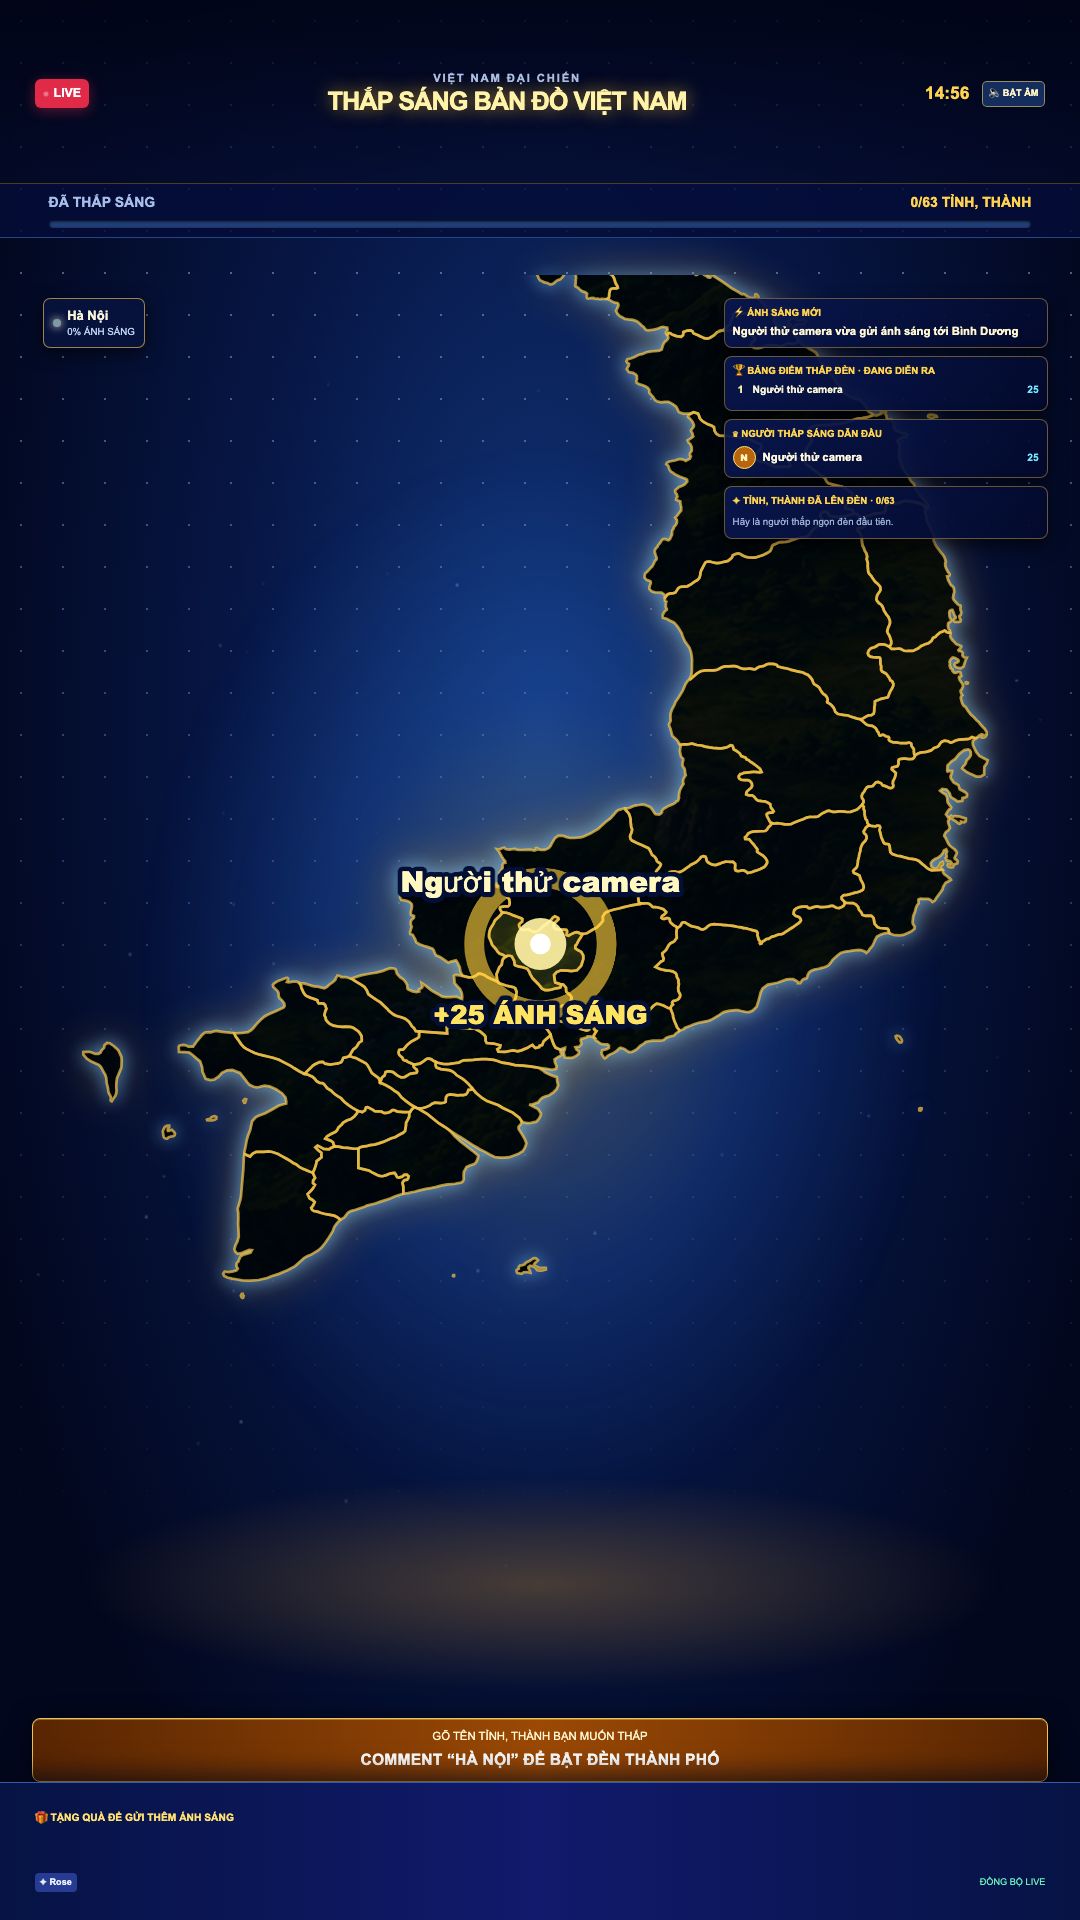 LIVE
VIỆT NAM ĐẠI CHIẾN
THẮP SÁNG BẢN ĐỒ VIỆT NAM
14:56
BẬT ÂM
ĐÃ THẮP SÁNG
0/63 TỈNH, THÀNH
Hà Nội
0% ÁNH SÁNG
⚡ ÁNH SÁNG MỚI
Người thử camera vừa gửi ánh sáng tới Bình Dương
🏆 BẢNG ĐIỂM THẮP ĐÈN · ĐANG DIỄN RA
1 Người thử camera 25
♛ NGƯỜI THẮP SÁNG DẪN ĐẦU
N Người thử camera 25
✦ TỈNH, THÀNH ĐÃ LÊN ĐÈN · 0/63
Hãy là người thắp ngọn đèn đầu tiên.
Người thử camera
+25 ÁNH SÁNG
GÕ TÊN TỈNH, THÀNH BẠN MUỐN THẮP
COMMENT “HÀ NỘI” ĐỂ BẬT ĐÈN THÀNH PHỐ
🎁 TẶNG QUÀ ĐỂ GỬI THÊM ÁNH SÁNG
✦ Rose
ĐỒNG BỘ LIVE